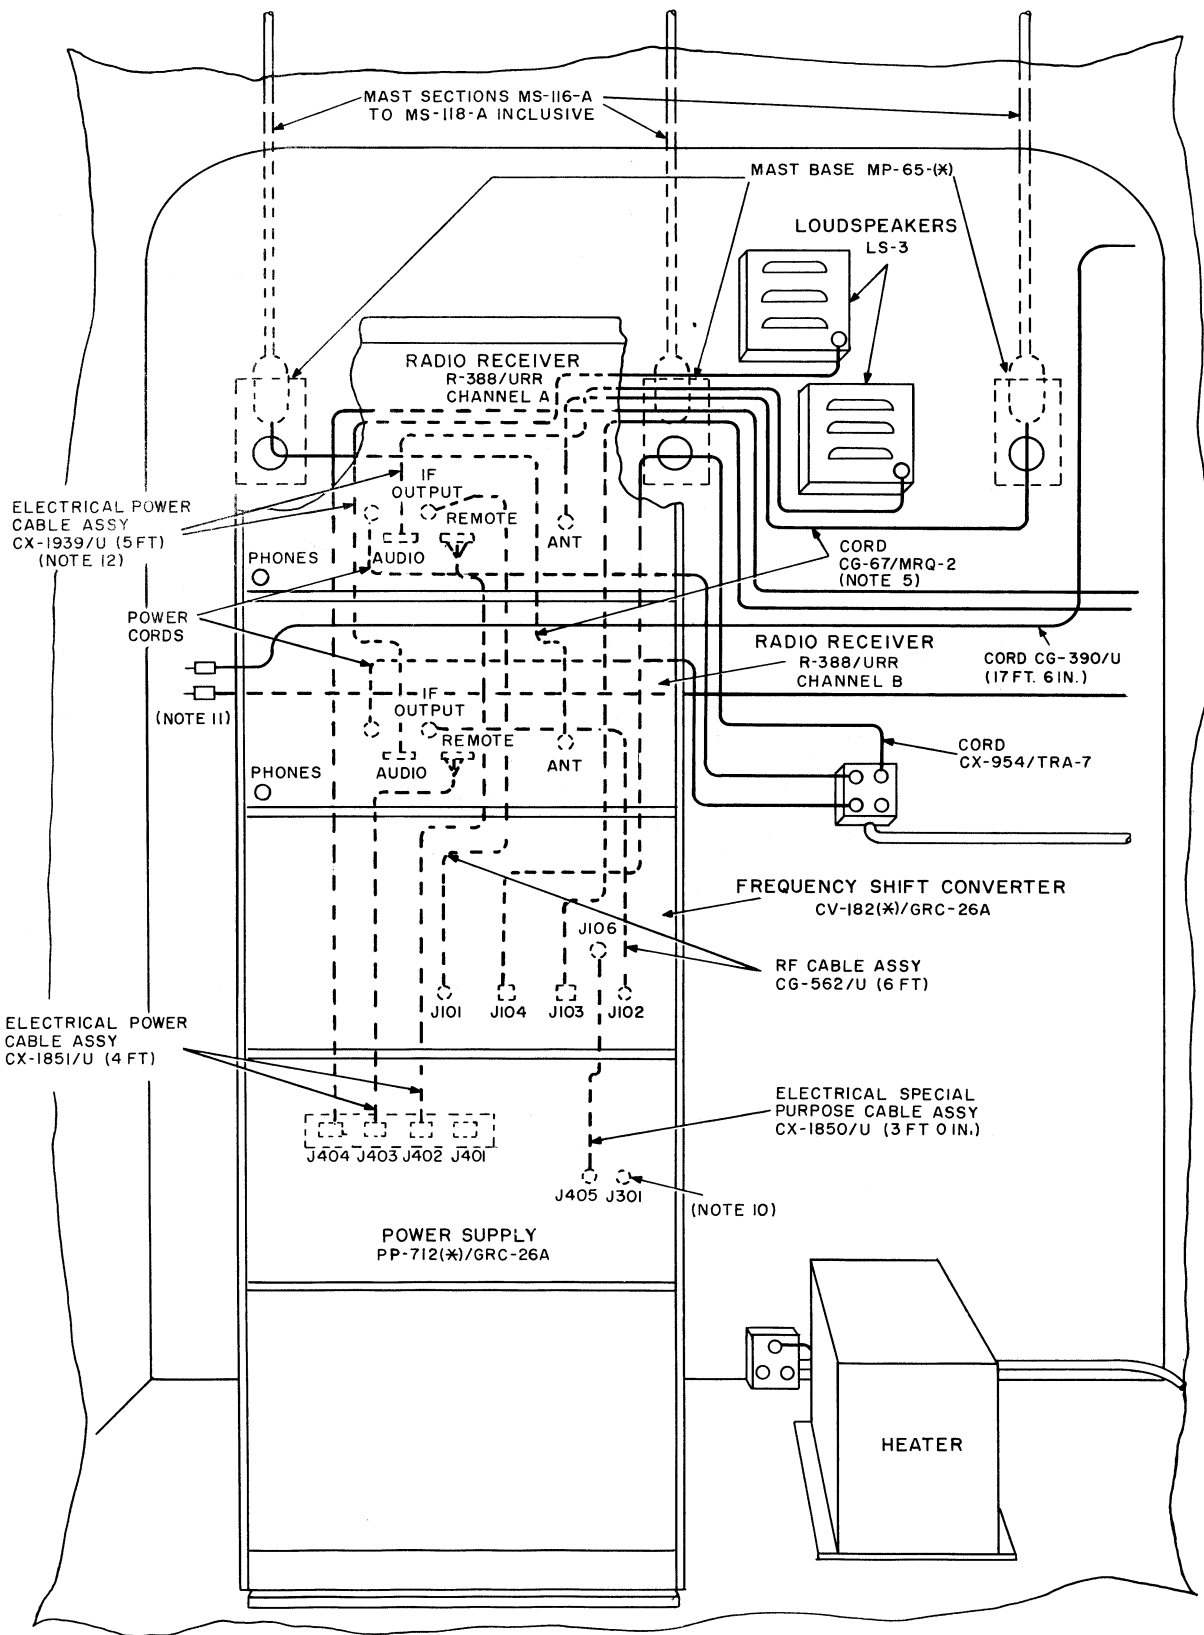 MAST SECTIONS MS-116-A
TO MS-118-A INCLUSIVE
MAST BASE MP-65-(*)
LOUDSPEAKERS
LS-3
RADIO RECEIVER
R-388/URR
CHANNEL A
ELECTRICAL POWER
CABLE ASSY
CX-1939/U (5 FT)
(NOTE 12)
IF
OUTPUT
REMOTE
AUDIO
ANT
PHONES
CORD
CG-67/MRQ-2
(NOTE 5)
POWER
CORDS
RADIO RECEIVER
R-388/URR
CHANNEL B
CORD CG-390/U
(17 FT. 6 IN.)
(NOTE 11)
IF
OUTPUT
REMOTE
AUDIO
ANT
PHONES
CORD
CX-954/TRA-7
FREQUENCY SHIFT CONVERTER
CV-182(*)/GRC-26A
J106
RF CABLE ASSY
CG-562/U (6 FT)
J101
J104
J103
J102
ELECTRICAL POWER
CABLE ASSY
CX-1851/U (4 FT)
ELECTRICAL SPECIAL
PURPOSE CABLE ASSY
CX-1850/U (3 FT 0 IN.)
J404
J403
J402
J401
J405
J301
(NOTE 10)
POWER SUPPLY
PP-712(*)/GRC-26A
HEATER